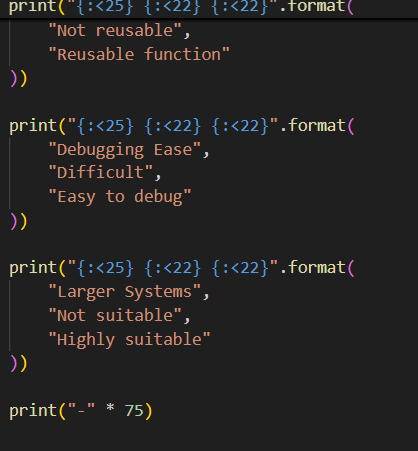 print("{:<25} {:<22} {:<22}".format(
    "Not reusable",
    "Reusable function"
))

print("{:<25} {:<22} {:<22}".format(
    "Debugging Ease",
    "Difficult",
    "Easy to debug"
))

print("{:<25} {:<22} {:<22}".format(
    "Larger Systems",
    "Not suitable",
    "Highly suitable"
))

print("-" * 75)